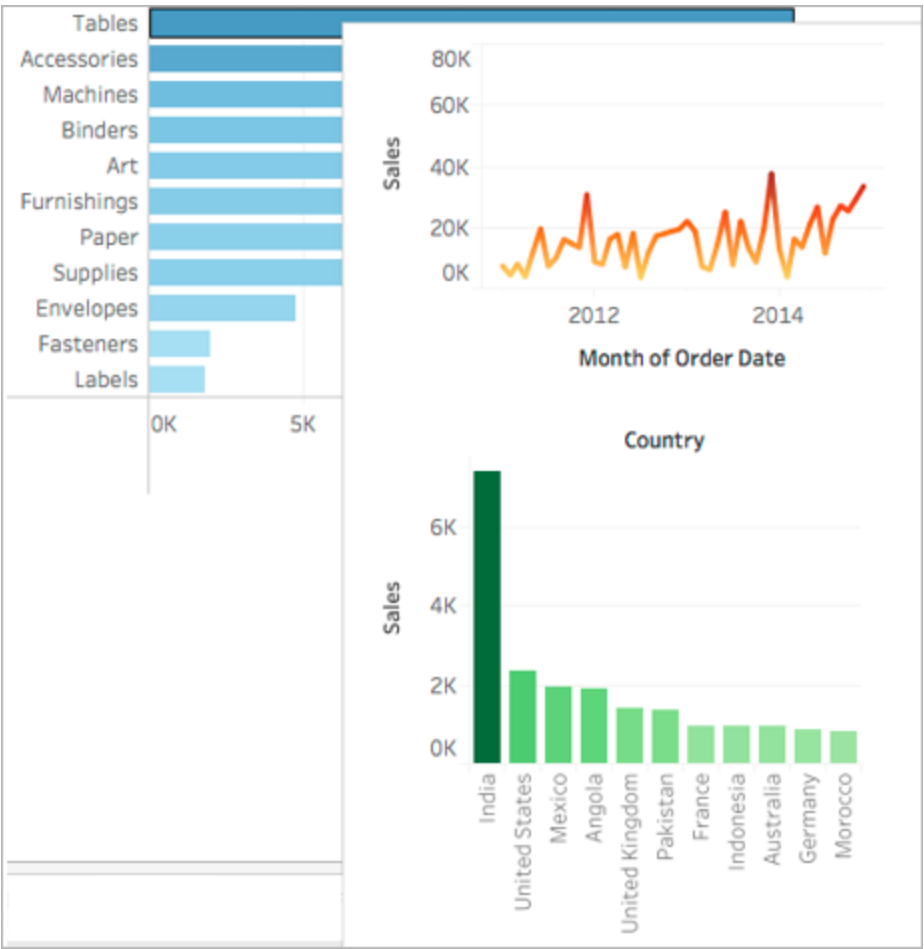 Tables
Accessories
Machines
Binders
Art
Furnishings
Paper
Supplies
Envelopes
Fasteners
Labels
0K 5K
80K
60K
40K
20K
0K
Sales
2012 2014
Month of Order Date
Country
6K
4K
2K
0K
Sales
India
United States
Mexico
Angola
United Kingdom
Pakistan
France
Indonesia
Australia
Germany
Morocco